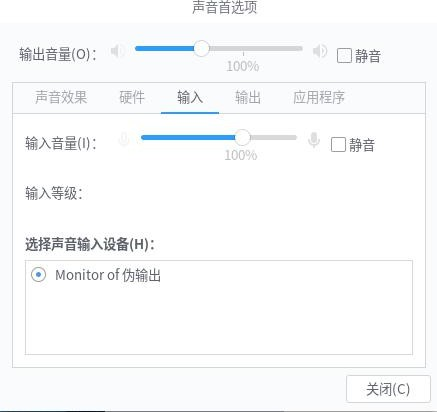 声音首选项
输出音量(O)： 静音
100%
声音效果 硬件 输入 输出 应用程序
输入音量(I)： 静音
100%
输入等级：
选择声音输入设备(H)：
Monitor of 伪输出
关闭(C)